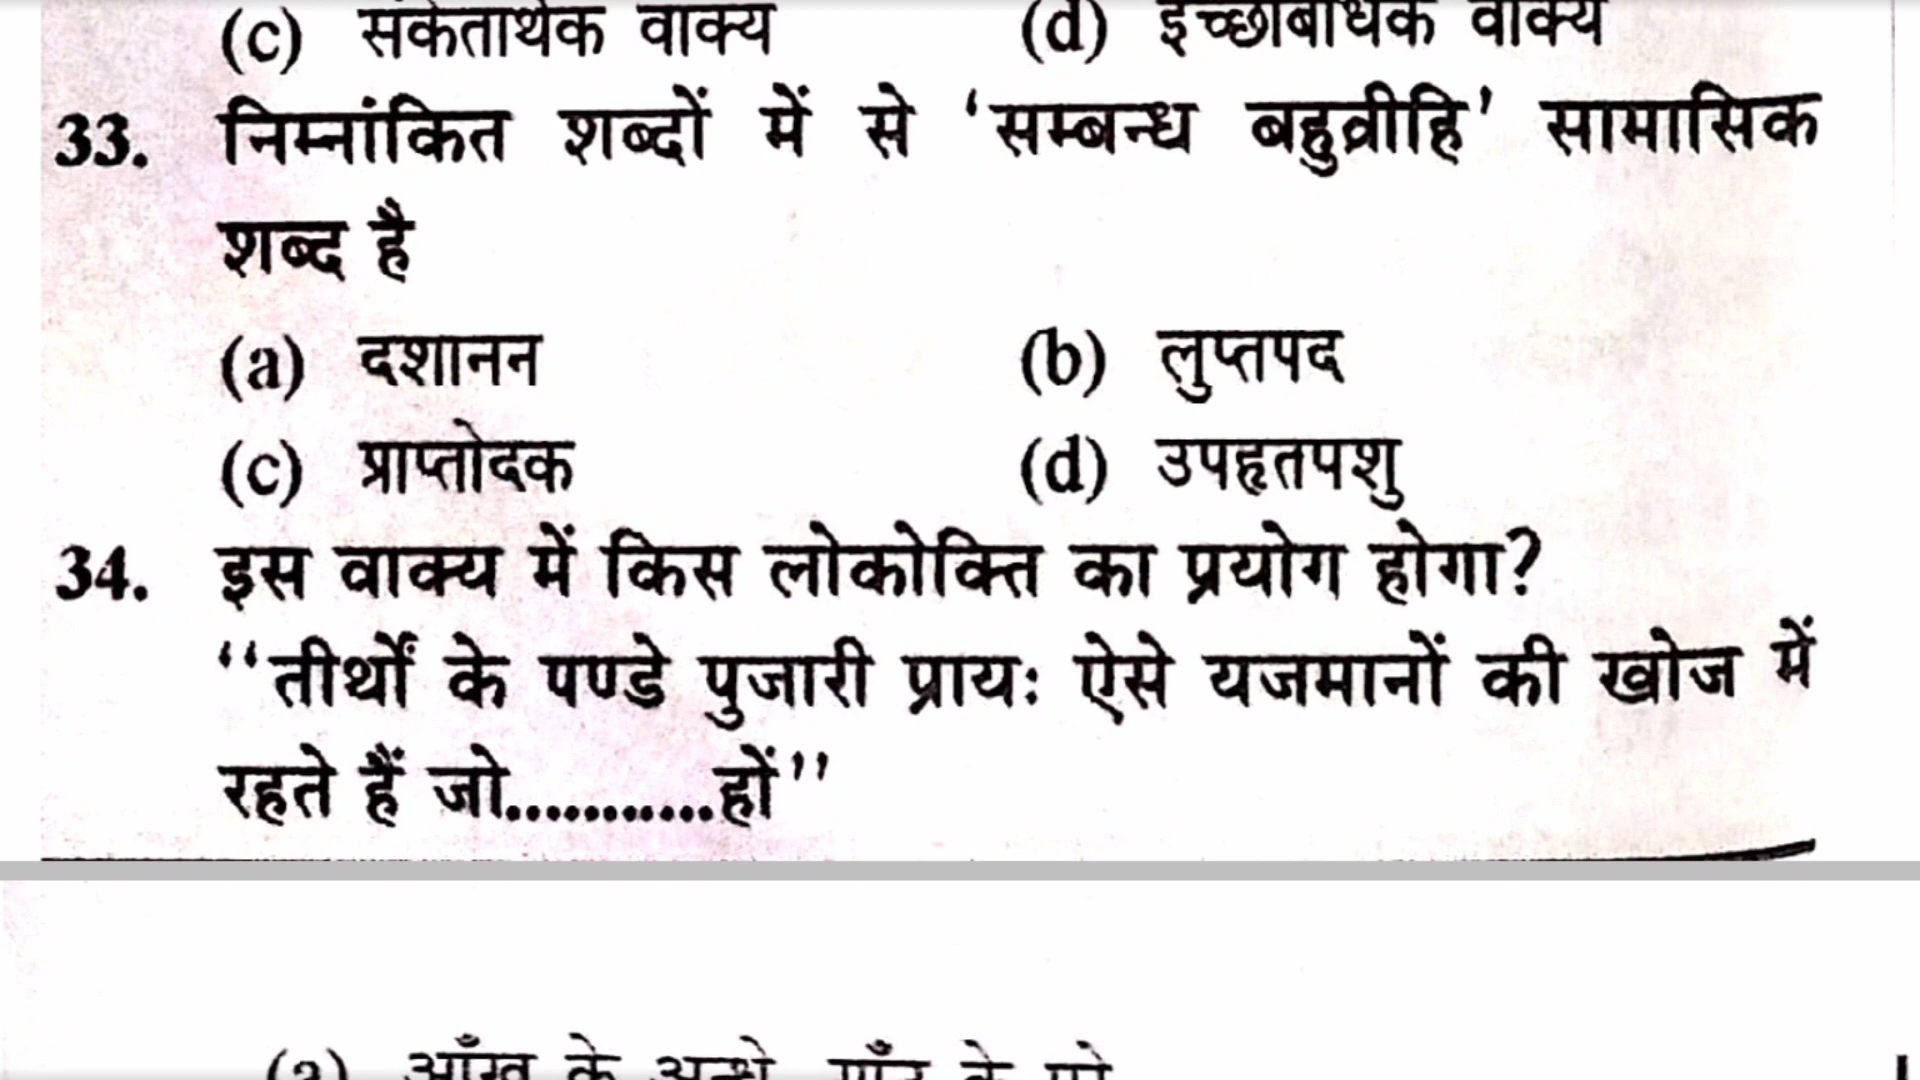 (c) संकेतार्थक वाक्य (d) इच्छाबोधक वाक्य
33. निम्नांकित शब्दों में से ‘सम्बन्ध बहुव्रीहि’ सामासिक
शब्द है
(a) दशानन (b) लुप्तपद
(c) प्राप्तोदक (d) उपहृतपशु
34. इस वाक्य में किस लोकोक्ति का प्रयोग होगा?
‘‘तीर्थों के पण्डे पुजारी प्रायः ऐसे यजमानों की खोज में
रहते हैं जो...........हों’’
(a) आँख के अन्धे गाँठ के पूरे